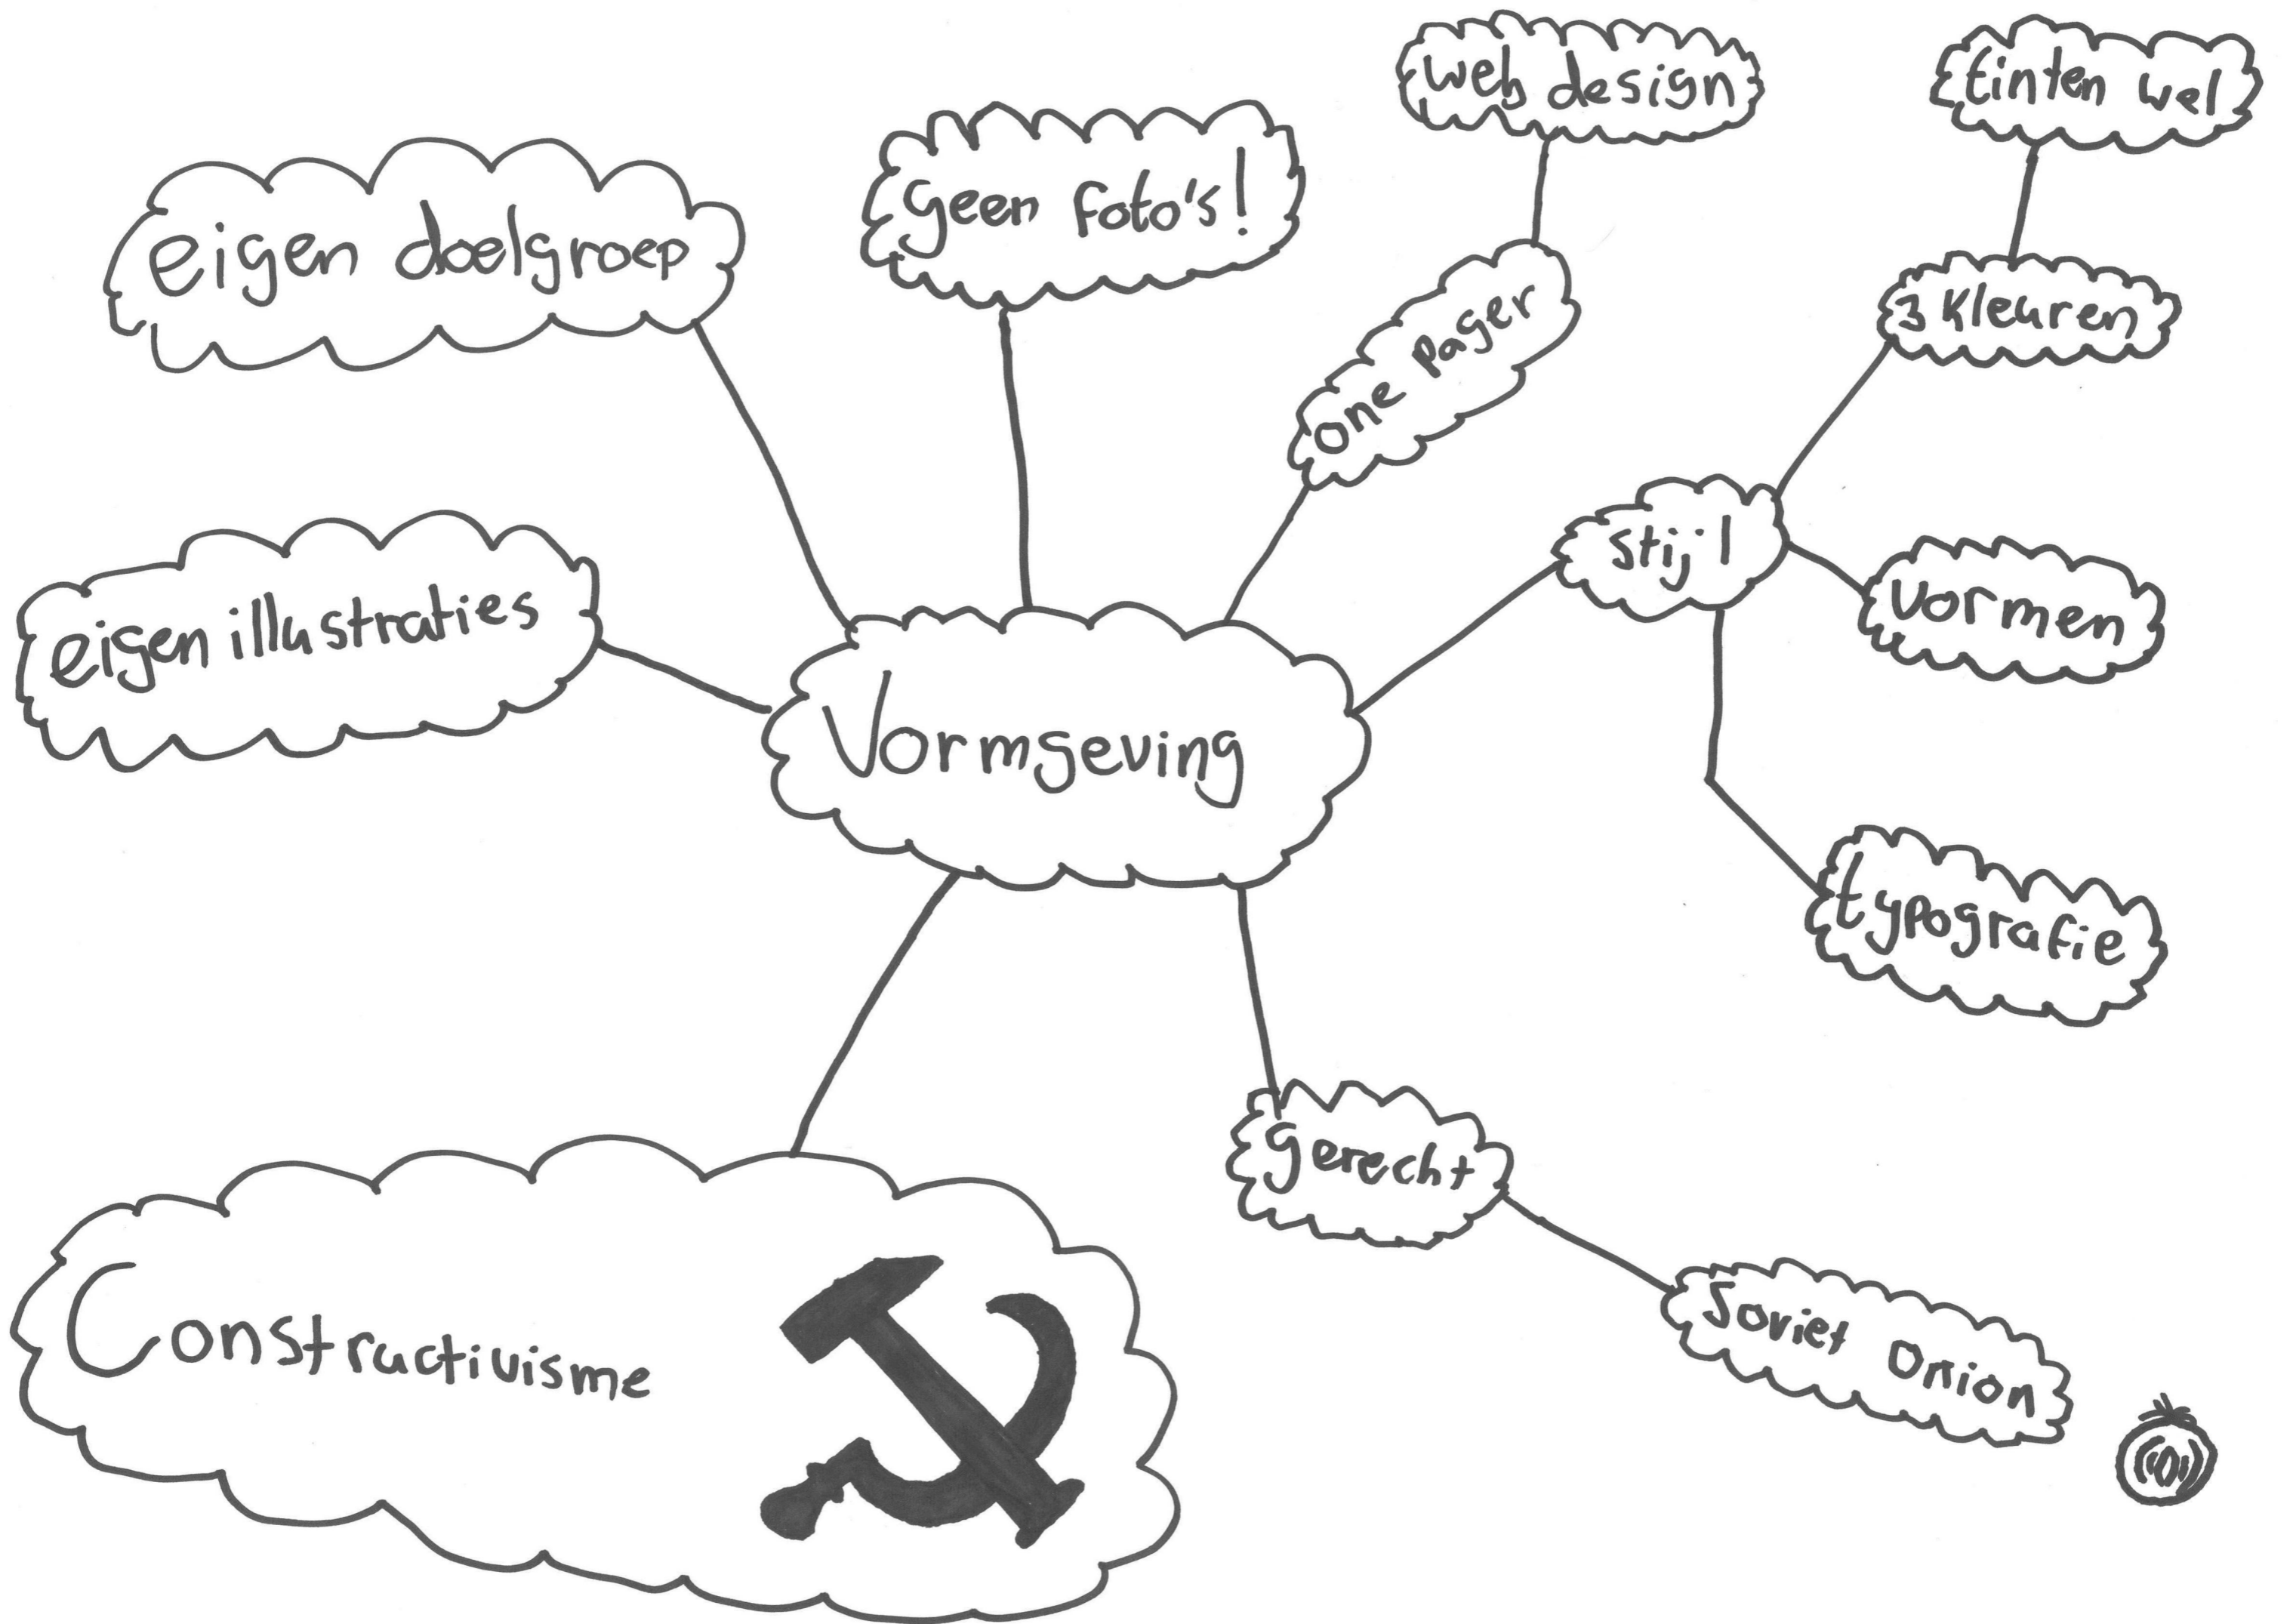 web design
tinten wel
geen foto's!
eigen doelgroep
3 kleuren
one pager
stijl
vormen
eigen illustraties
Vormgeving
typografie
gerecht
Soviet Onion
Constructivisme